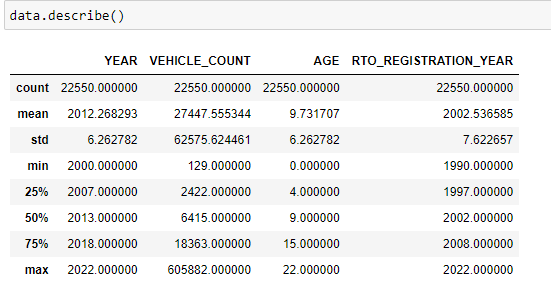 data.describe()
YEAR VEHICLE_COUNT AGE RTO_REGISTRATION_YEAR
count 22550.000000 22550.000000 22550.000000 22550.000000
mean 2012.268293 27447.555344 9.731707 2002.536585
std 6.262782 62575.624461 6.262782 7.622657
min 2000.000000 129.000000 0.000000 1990.000000
25% 2007.000000 2422.000000 4.000000 1997.000000
50% 2013.000000 6415.000000 9.000000 2002.000000
75% 2018.000000 18363.000000 15.000000 2008.000000
max 2022.000000 605882.000000 22.000000 2022.000000